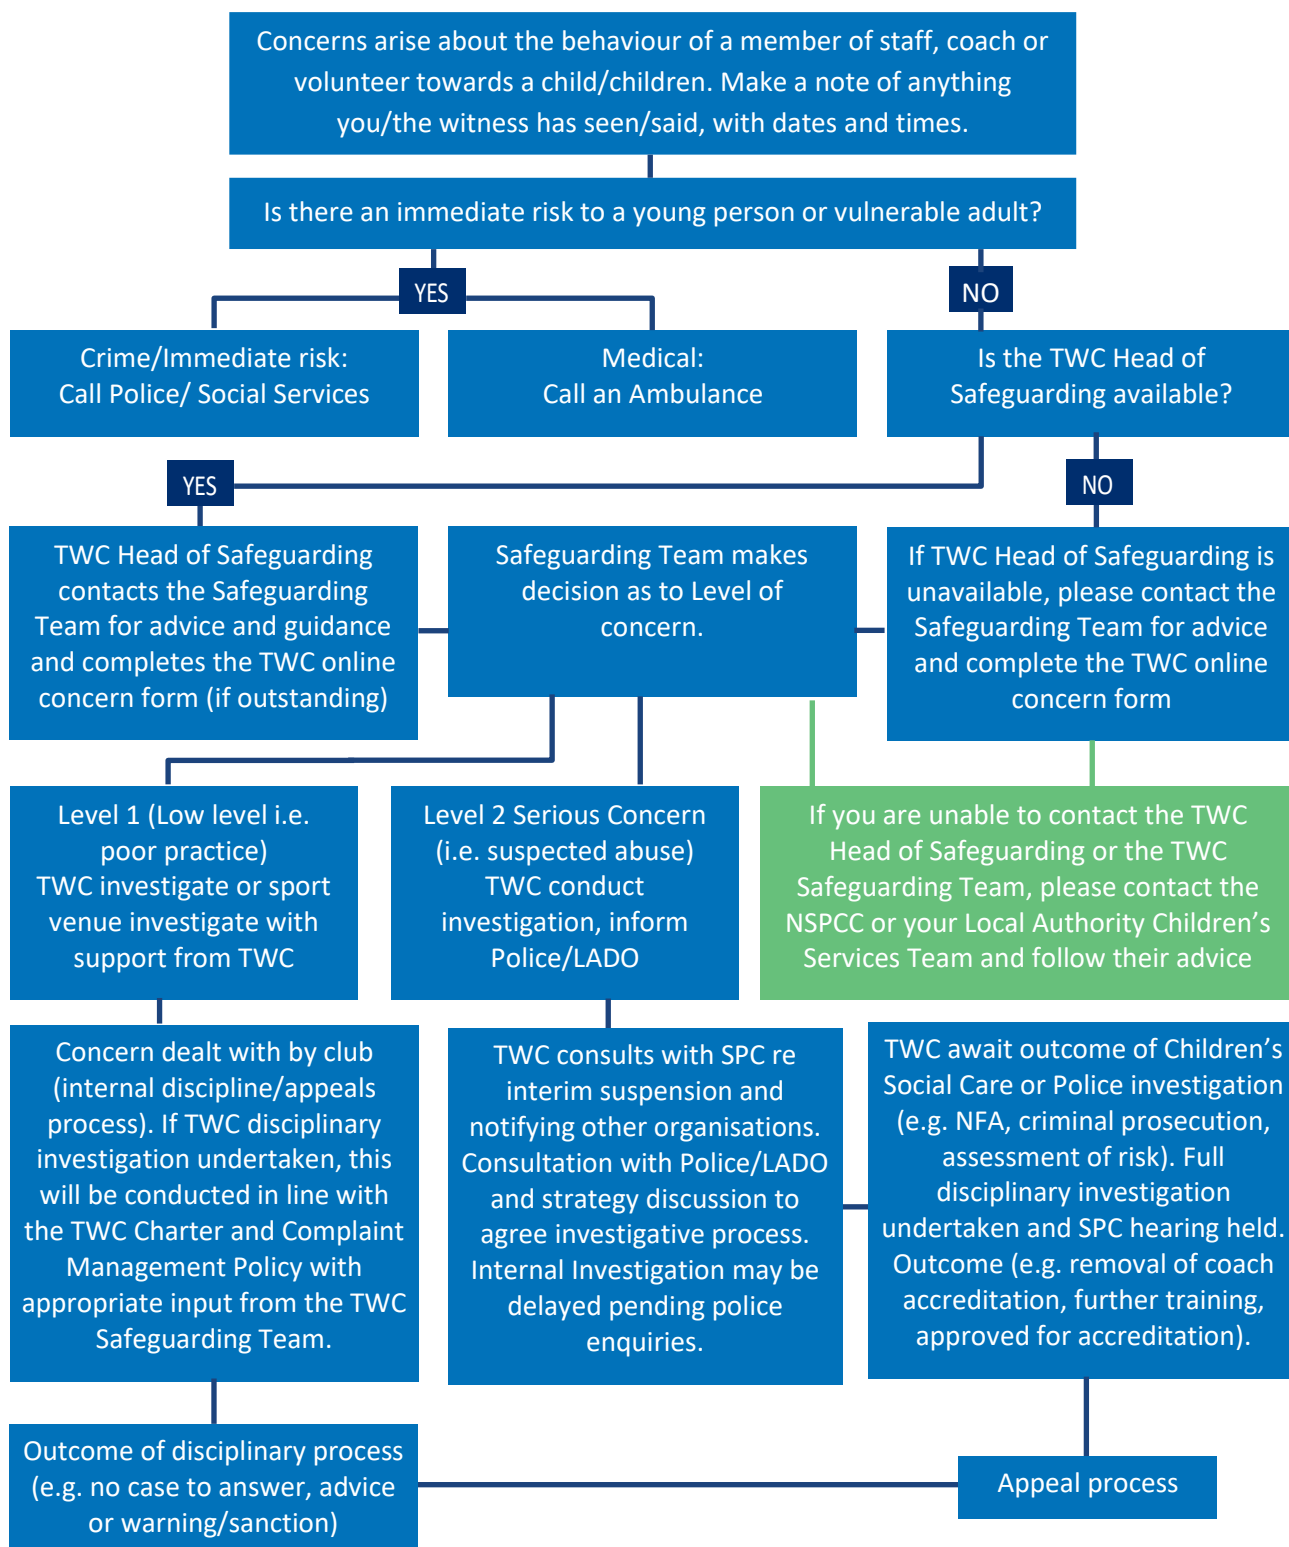 Concerns arise about the behaviour of a member of staff, coach or
volunteer towards a child/children. Make a note of anything
you/the witness has seen/said, with dates and times.
Is there an immediate risk to a young person or vulnerable adult?
YES
NO
Crime/Immediate risk:
Call Police/ Social Services
Medical:
Call an Ambulance
Is the TWC Head of
Safeguarding available?
YES
NO
TWC Head of Safeguarding
contacts the Safeguarding
Team for advice and guidance
and completes the TWC online
concern form (if outstanding)
Safeguarding Team makes
decision as to Level of
concern.
If TWC Head of Safeguarding is
unavailable, please contact the
Safeguarding Team for advice
and complete the TWC online
concern form
Level 1 (Low level i.e.
poor practice)
TWC investigate or sport
venue investigate with
support from TWC
Level 2 Serious Concern
(i.e. suspected abuse)
TWC conduct
investigation, inform
Police/LADO
If you are unable to contact the TWC
Head of Safeguarding or the TWC
Safeguarding Team, please contact the
NSPCC or your Local Authority Children’s
Services Team and follow their advice
Concern dealt with by club
(internal discipline/appeals
process). If TWC disciplinary
investigation undertaken, this
will be conducted in line with
the TWC Charter and Complaint
Management Policy with
appropriate input from the TWC
Safeguarding Team.
TWC consults with SPC re
interim suspension and
notifying other organisations.
Consultation with Police/LADO
and strategy discussion to
agree investigative process.
Internal Investigation may be
delayed pending police
enquiries.
TWC await outcome of Children’s
Social Care or Police investigation
(e.g. NFA, criminal prosecution,
assessment of risk). Full
disciplinary investigation
undertaken and SPC hearing held.
Outcome (e.g. removal of coach
accreditation, further training,
approved for accreditation).
Outcome of disciplinary process
(e.g. no case to answer, advice
or warning/sanction)
Appeal process